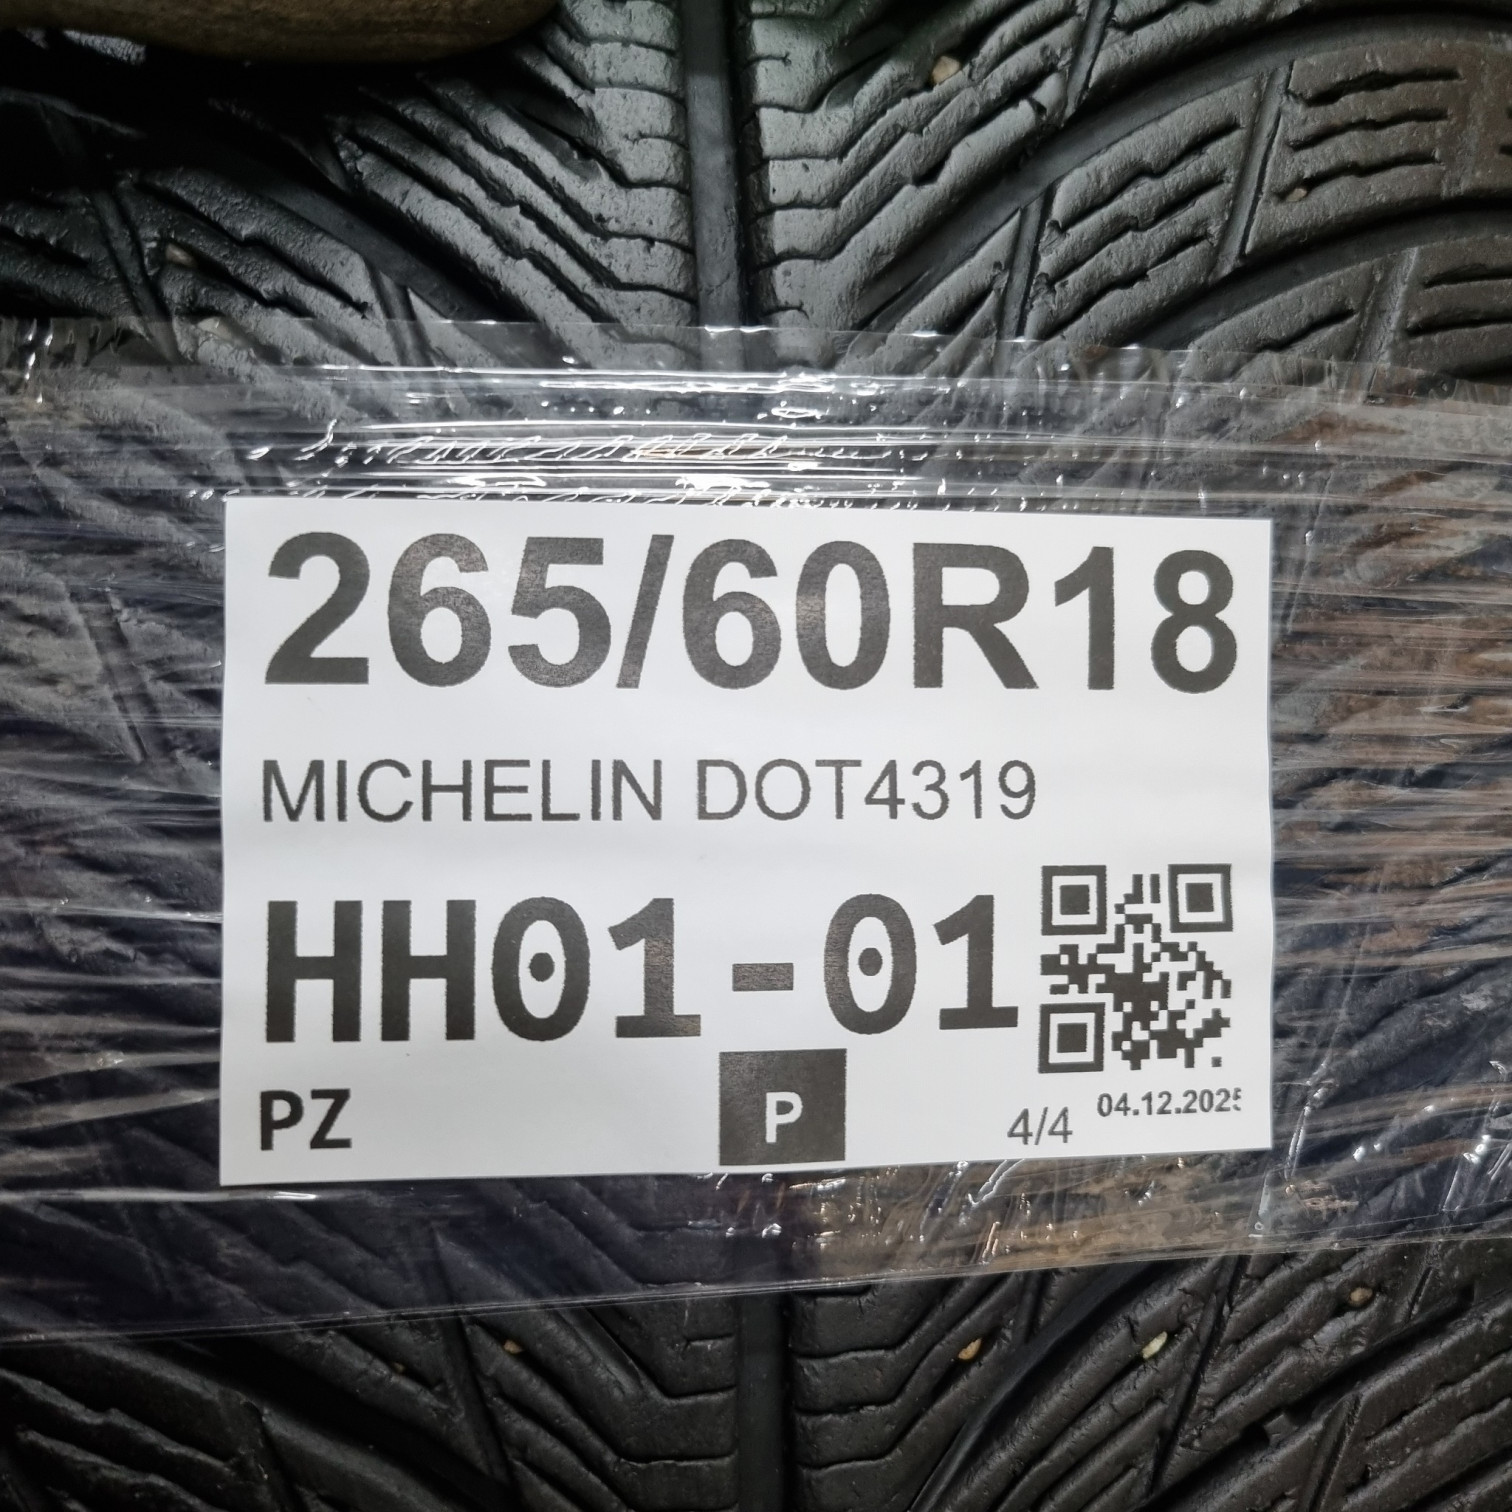 265/60R18
MICHELIN DOT4319
HH01-01
PZ
P
4/4
04.12.2025